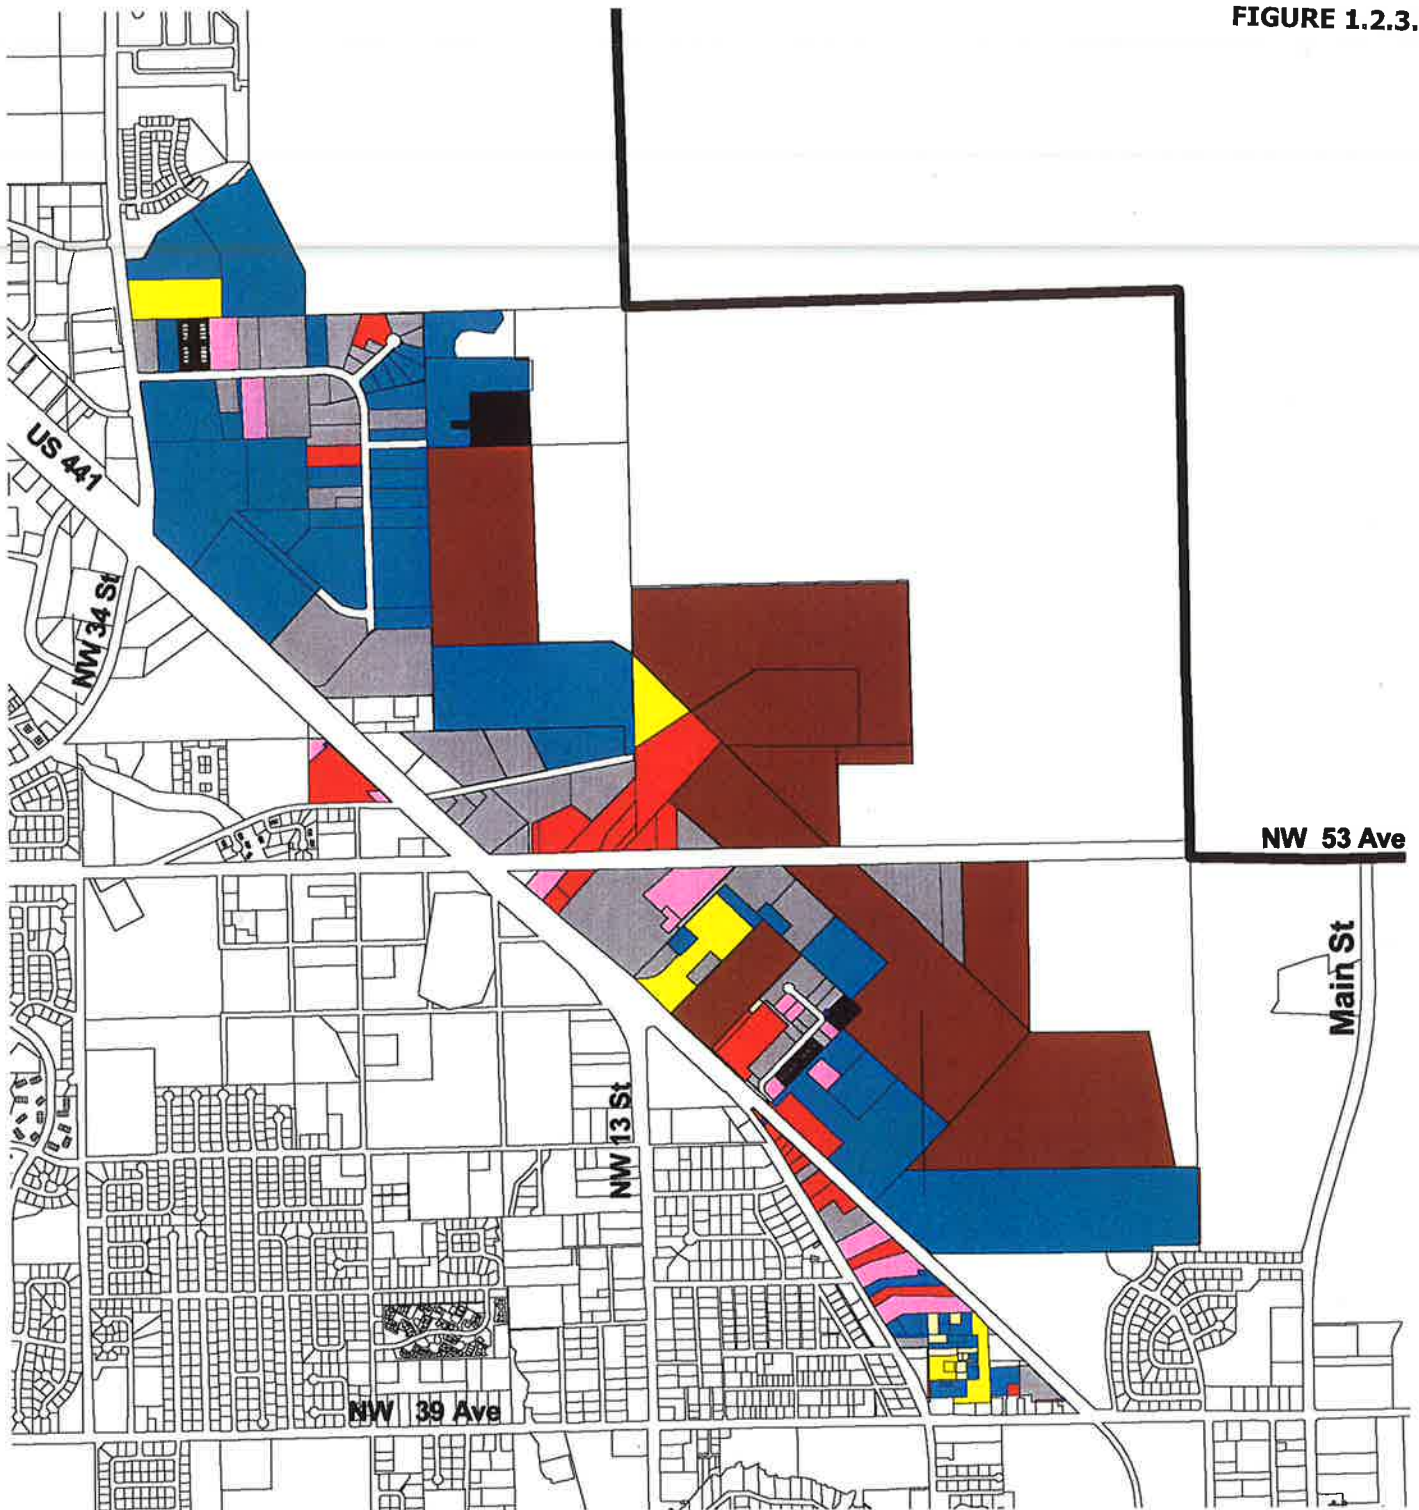 FIGURE 1.2.3.
US 441
NW 34 St
NW 53 Ave
Main St
NW 13 St
NW 39 Ave